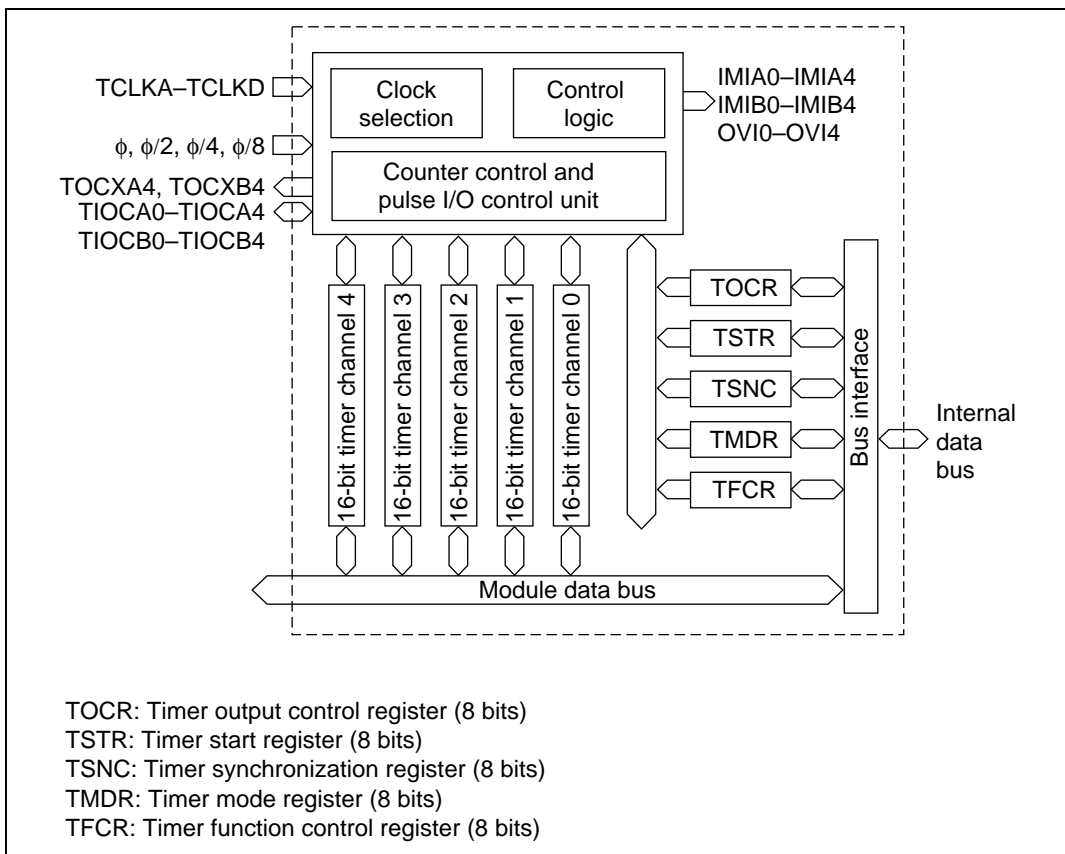 TCLKA–TCLKD
ϕ, ϕ/2, ϕ/4, ϕ/8
TOCXA4, TOCXB4
TIOCA0–TIOCA4
TIOCB0–TIOCB4
Clock
selection
Control
logic
Counter control and
pulse I/O control unit
IMIA0–IMIA4
IMIB0–IMIB4
OVI0–OVI4
16-bit timer channel 4
16-bit timer channel 3
16-bit timer channel 2
16-bit timer channel 1
16-bit timer channel 0
TOCR
TSTR
TSNC
TMDR
TFCR
Bus interface
Internal
data
bus
Module data bus
TOCR: Timer output control register (8 bits)
TSTR: Timer start register (8 bits)
TSNC: Timer synchronization register (8 bits)
TMDR: Timer mode register (8 bits)
TFCR: Timer function control register (8 bits)